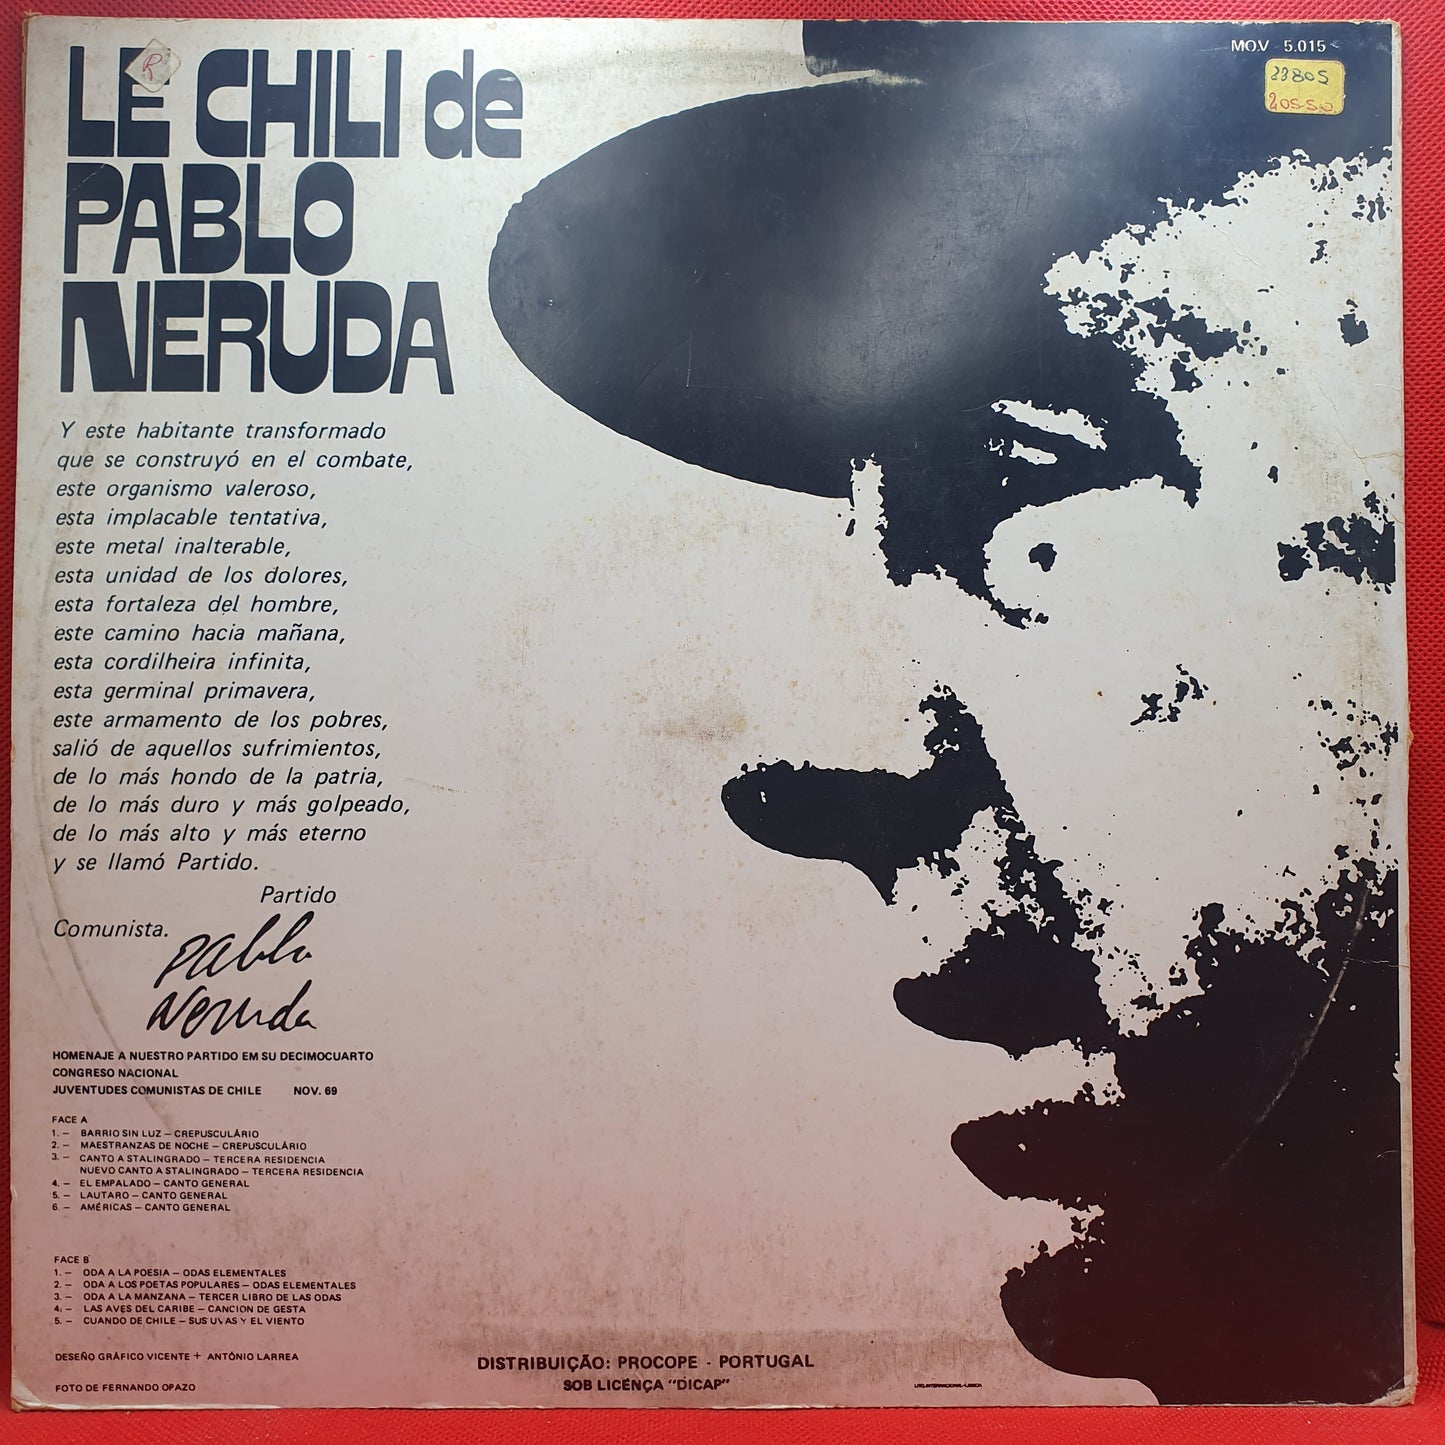 LE CHILI de
PABLO
NERUDA
R
MOV 5.015
33805
205.50
Y este habitante transformado
que se construyó en el combate,
este organismo valeroso,
esta implacable tentativa,
este metal inalterable,
esta unidad de los dolores,
esta fortaleza del hombre,
este camino hacia mañana,
esta cordilheira infinita,
esta germinal primavera,
este armamento de los pobres,
salió de aquellos sufrimientos,
de lo más hondo de la patria,
de lo más duro y más golpeado,
de lo más alto y más eterno
y se llamó Partido.
Partido
Comunista.
Pablo
Neruda
HOMENAJE A NUESTRO PARTIDO EM SU DECIMOCUARTO
CONGRESO NACIONAL
JUVENTUDES COMUNISTAS DE CHILE NOV. 69
FACE A
1. – BARRIO SIN LUZ – CREPUSCULÁRIO
2. – MAESTRANZAS DE NOCHE – CREPUSCULÁRIO
3. – CANTO A STALINGRADO – TERCERA RESIDENCIA
NUEVO CANTO A STALINGRADO – TERCERA RESIDENCIA
4. – EL EMPALADO – CANTO GENERAL
5. – LAUTARO – CANTO GENERAL
6. – AMÉRICAS – CANTO GENERAL
FACE B
1. – ODA A LA POESIA – ODAS ELEMENTALES
2. – ODA A LOS POETAS POPULARES – ODAS ELEMENTALES
3. – ODA A LA MANZANA – TERCER LIBRO DE LAS ODAS
4. – LAS AVES DEL CARIBE – CANCION DE GESTA
5. – CUANDO DE CHILE – SUS UVAS Y EL VIENTO
DESEÑO GRÁFICO VICENTE + ANTÓNIO LARREA
FOTO DE FERNANDO OPAZO
DISTRIBUIÇÃO: PROCOPE - PORTUGAL
SOB LICENÇA "DICAP"
LITO. INTERNACIONAL-LISBOA